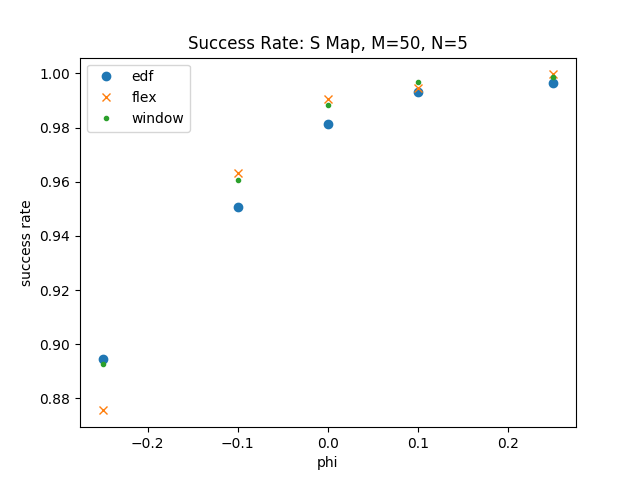 Success Rate: S Map, M=50, N=5
edf
flex
window
1.00
0.98
0.96
0.94
0.92
0.90
0.88
success rate
−0.2
−0.1
0.0
0.1
0.2
phi